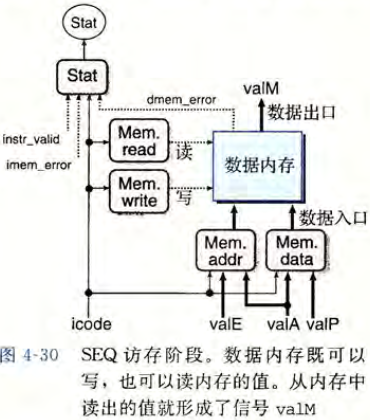 Stat
Stat
dmem_error
valM
数据出口
instr_valid
imem_error
Mem.
read
读
数据内存
Mem.
write
写
数据入口
Mem.
addr
Mem.
data
icode
valE
valA
valP
图 4-30 SEQ 访存阶段。数据内存既可以
写，也可以读内存的值。从内存中
读出的值就形成了信号 valM